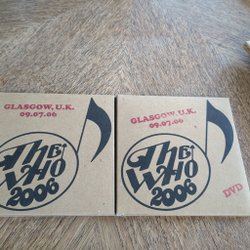 GLASGOW, U.K.
09.07.06
THE
WHO
2006
GLASGOW, U.K.
09.07.06
THE
WHO
2006
DVD